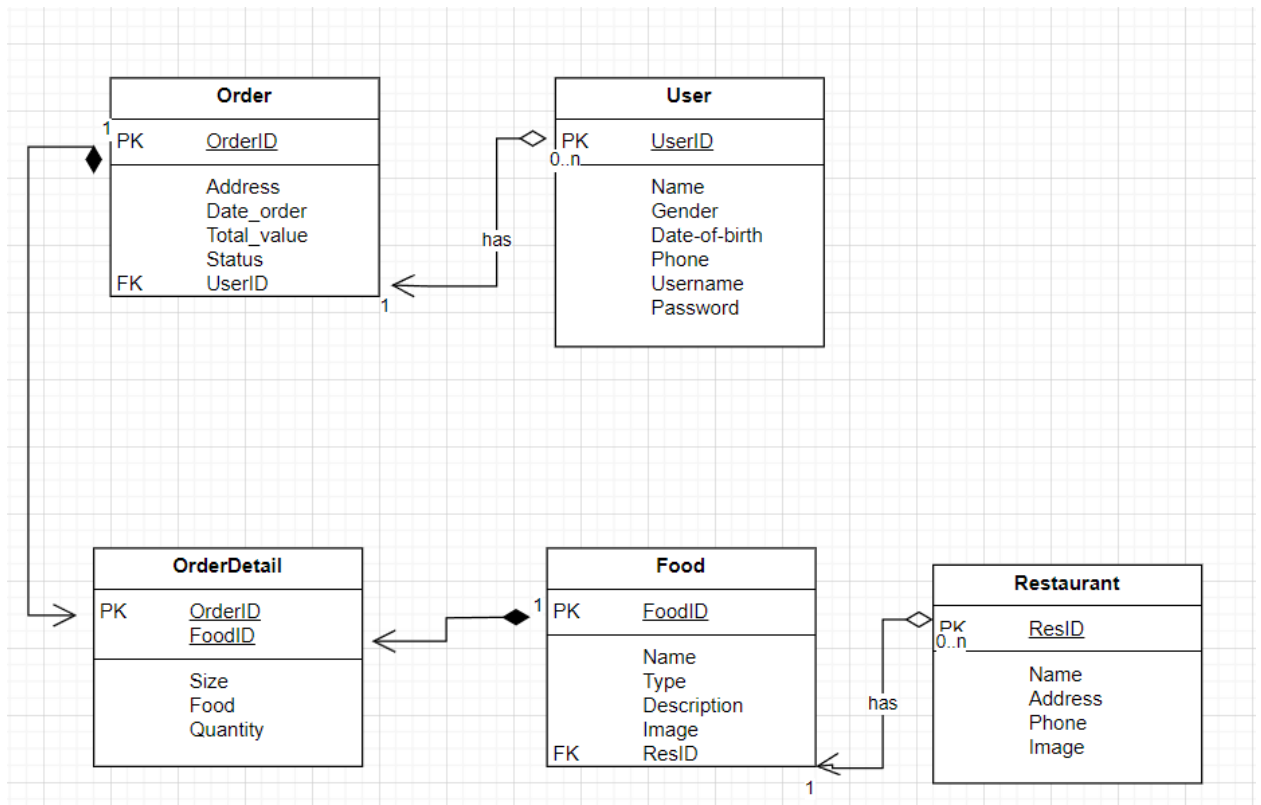 Order
1
PK OrderID
Address
Date_order
Total_value
Status
FK UserID
1
User
PK UserID
0..n
Name
Gender
Date-of-birth
Phone
Username
Password
has
OrderDetail
PK OrderID
FoodID
Size
Food
Quantity
Food
1
PK FoodID
Name
Type
Description
Image
FK ResID
1
has
Restaurant
PK ResID
0..n
Name
Address
Phone
Image